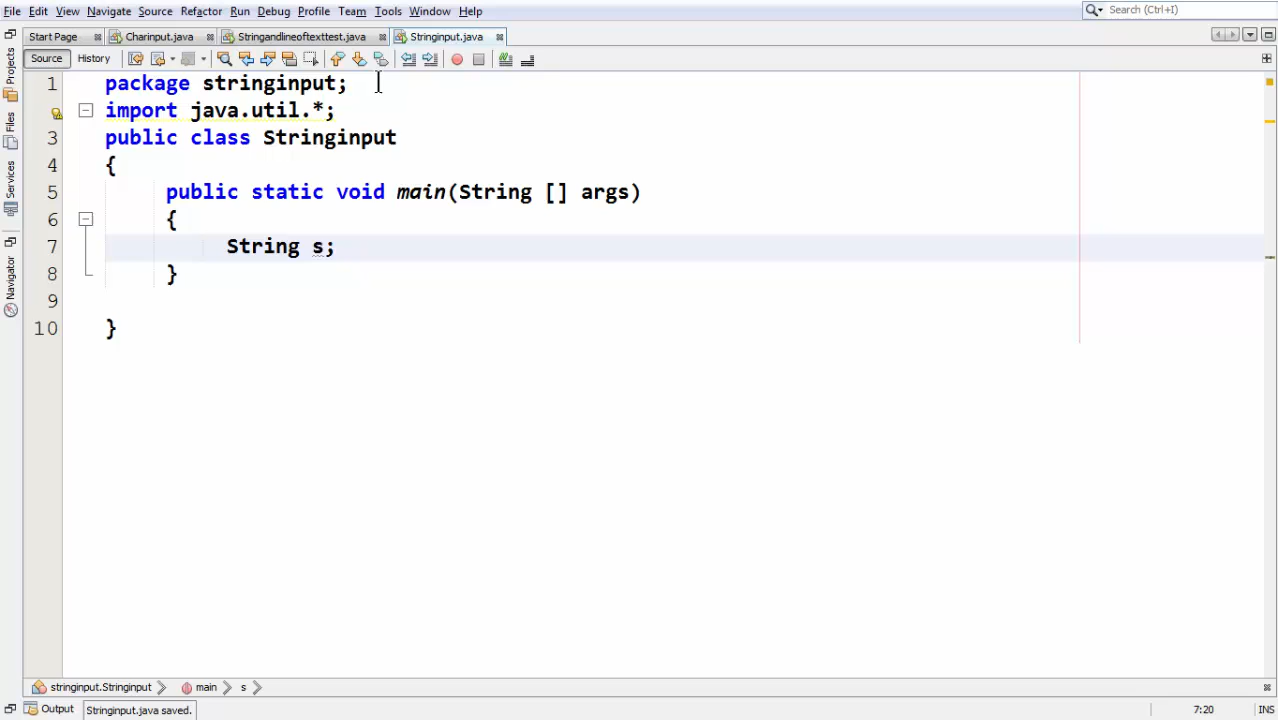 File Edit View Navigate Source Refactor Run Debug Profile Team Tools Window Help
Search (Ctrl+I)
Start Page Charinput.java Stringandlineoftexttest.java Stringinput.java
Source History
Projects
Files
Services
Navigator
1 package stringinput;
import java.util.*;
3 public class Stringinput
4 {
5 public static void main(String [] args)
6 {
7 String s;
8 }
9
10 }
stringinput.Stringinput main s
Output Stringinput.java saved. 7:20 INS